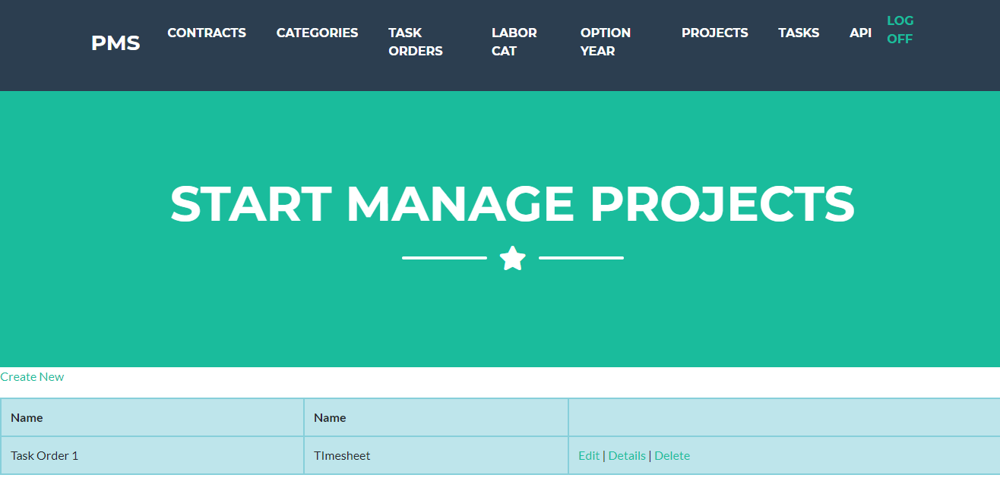 PMS
CONTRACTS
CATEGORIES
TASK
ORDERS
LABOR
CAT
OPTION
YEAR
PROJECTS
TASKS
API
LOG
OFF
START MANAGE PROJECTS
Create New
Name Name
Task Order 1 TImesheet Edit | Details | Delete